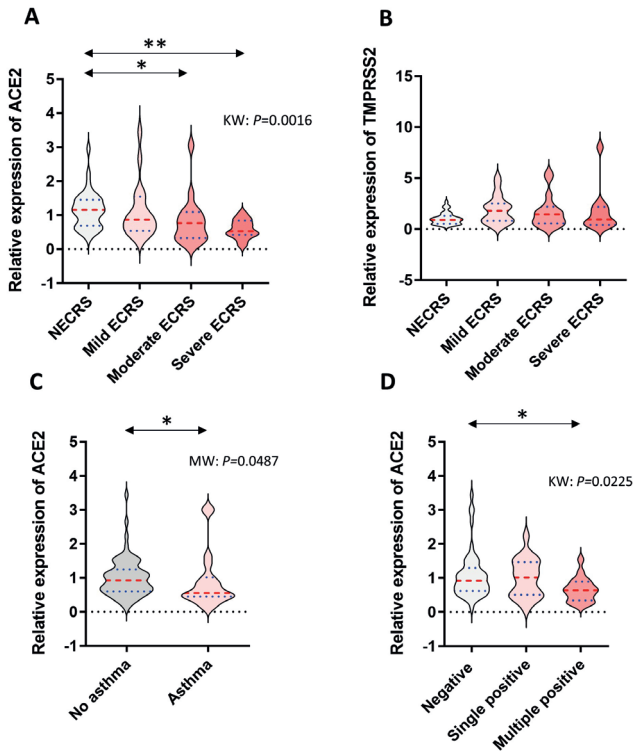 A
**
*
KW: P=0.0016
Relative expression of ACE2
5
4
3
2
1
0
-1
NECRS
Mild ECRS
Moderate ECRS
Severe ECRS
B
Relative expression of TMPRSS2
15
10
5
0
-5
NECRS
Mild ECRS
Moderate ECRS
Severe ECRS
C
*
MW: P=0.0487
Relative expression of ACE2
5
4
3
2
1
0
-1
No asthma
Asthma
D
*
KW: P=0.0225
Relative expression of ACE2
5
4
3
2
1
0
-1
Negative
Single positive
Multiple positive